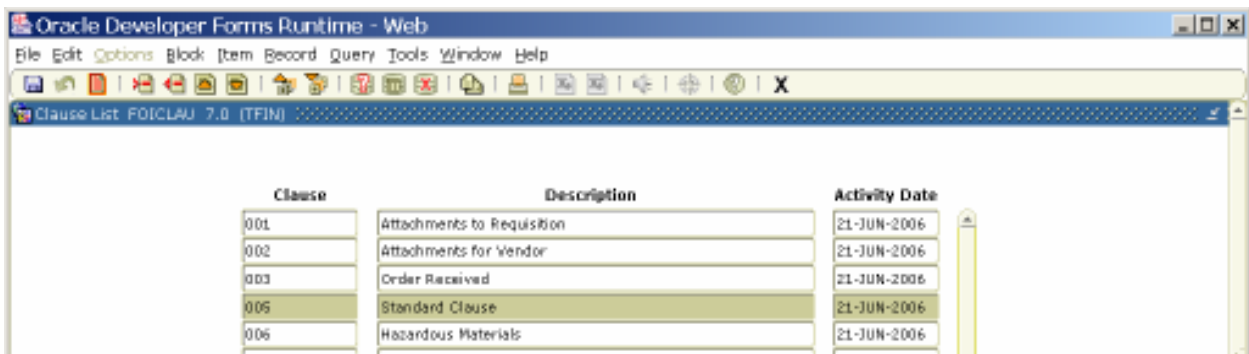 Oracle Developer Forms Runtime - Web
File Edit Options Block Item Record Query Tools Window Help
Clause List FOICLAU 7.0 (TFIN)
Clause Description Activity Date
001 Attachments to Requisition 21-JUN-2006
002 Attachments for Vendor 21-JUN-2006
003 Order Received 21-JUN-2006
005 Standard Clause 21-JUN-2006
006 Hazardous Materials 21-JUN-2006